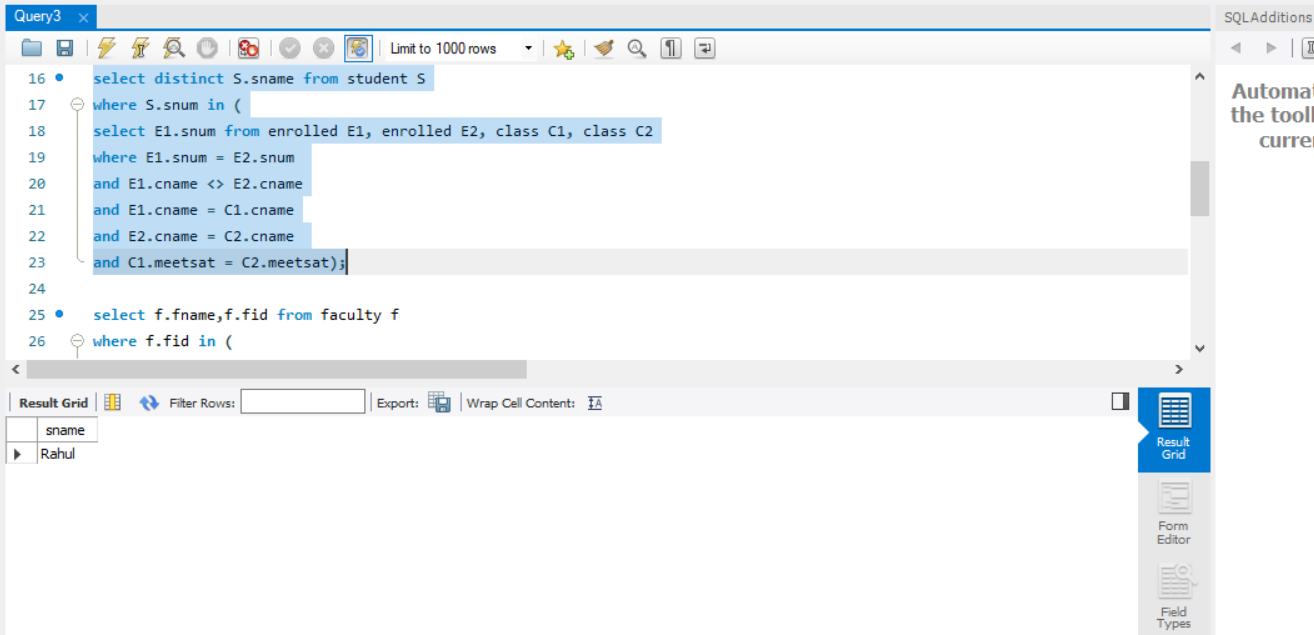 Query3
SQLAdditions
Limit to 1000 rows
16 select distinct S.sname from student S
17 where S.snum in (
18 select E1.snum from enrolled E1, enrolled E2, class C1, class C2
19 where E1.snum = E2.snum
20 and E1.cname <> E2.cname
21 and E1.cname = C1.cname
22 and E2.cname = C2.cname
23 and C1.meetsat = C2.meetsat);
24
25 select f.fname,f.fid from faculty f
26 where f.fid in (
Result Grid Filter Rows: Export: Wrap Cell Content:
sname
Rahul
Result
Grid
Form
Editor
Field
Types
the